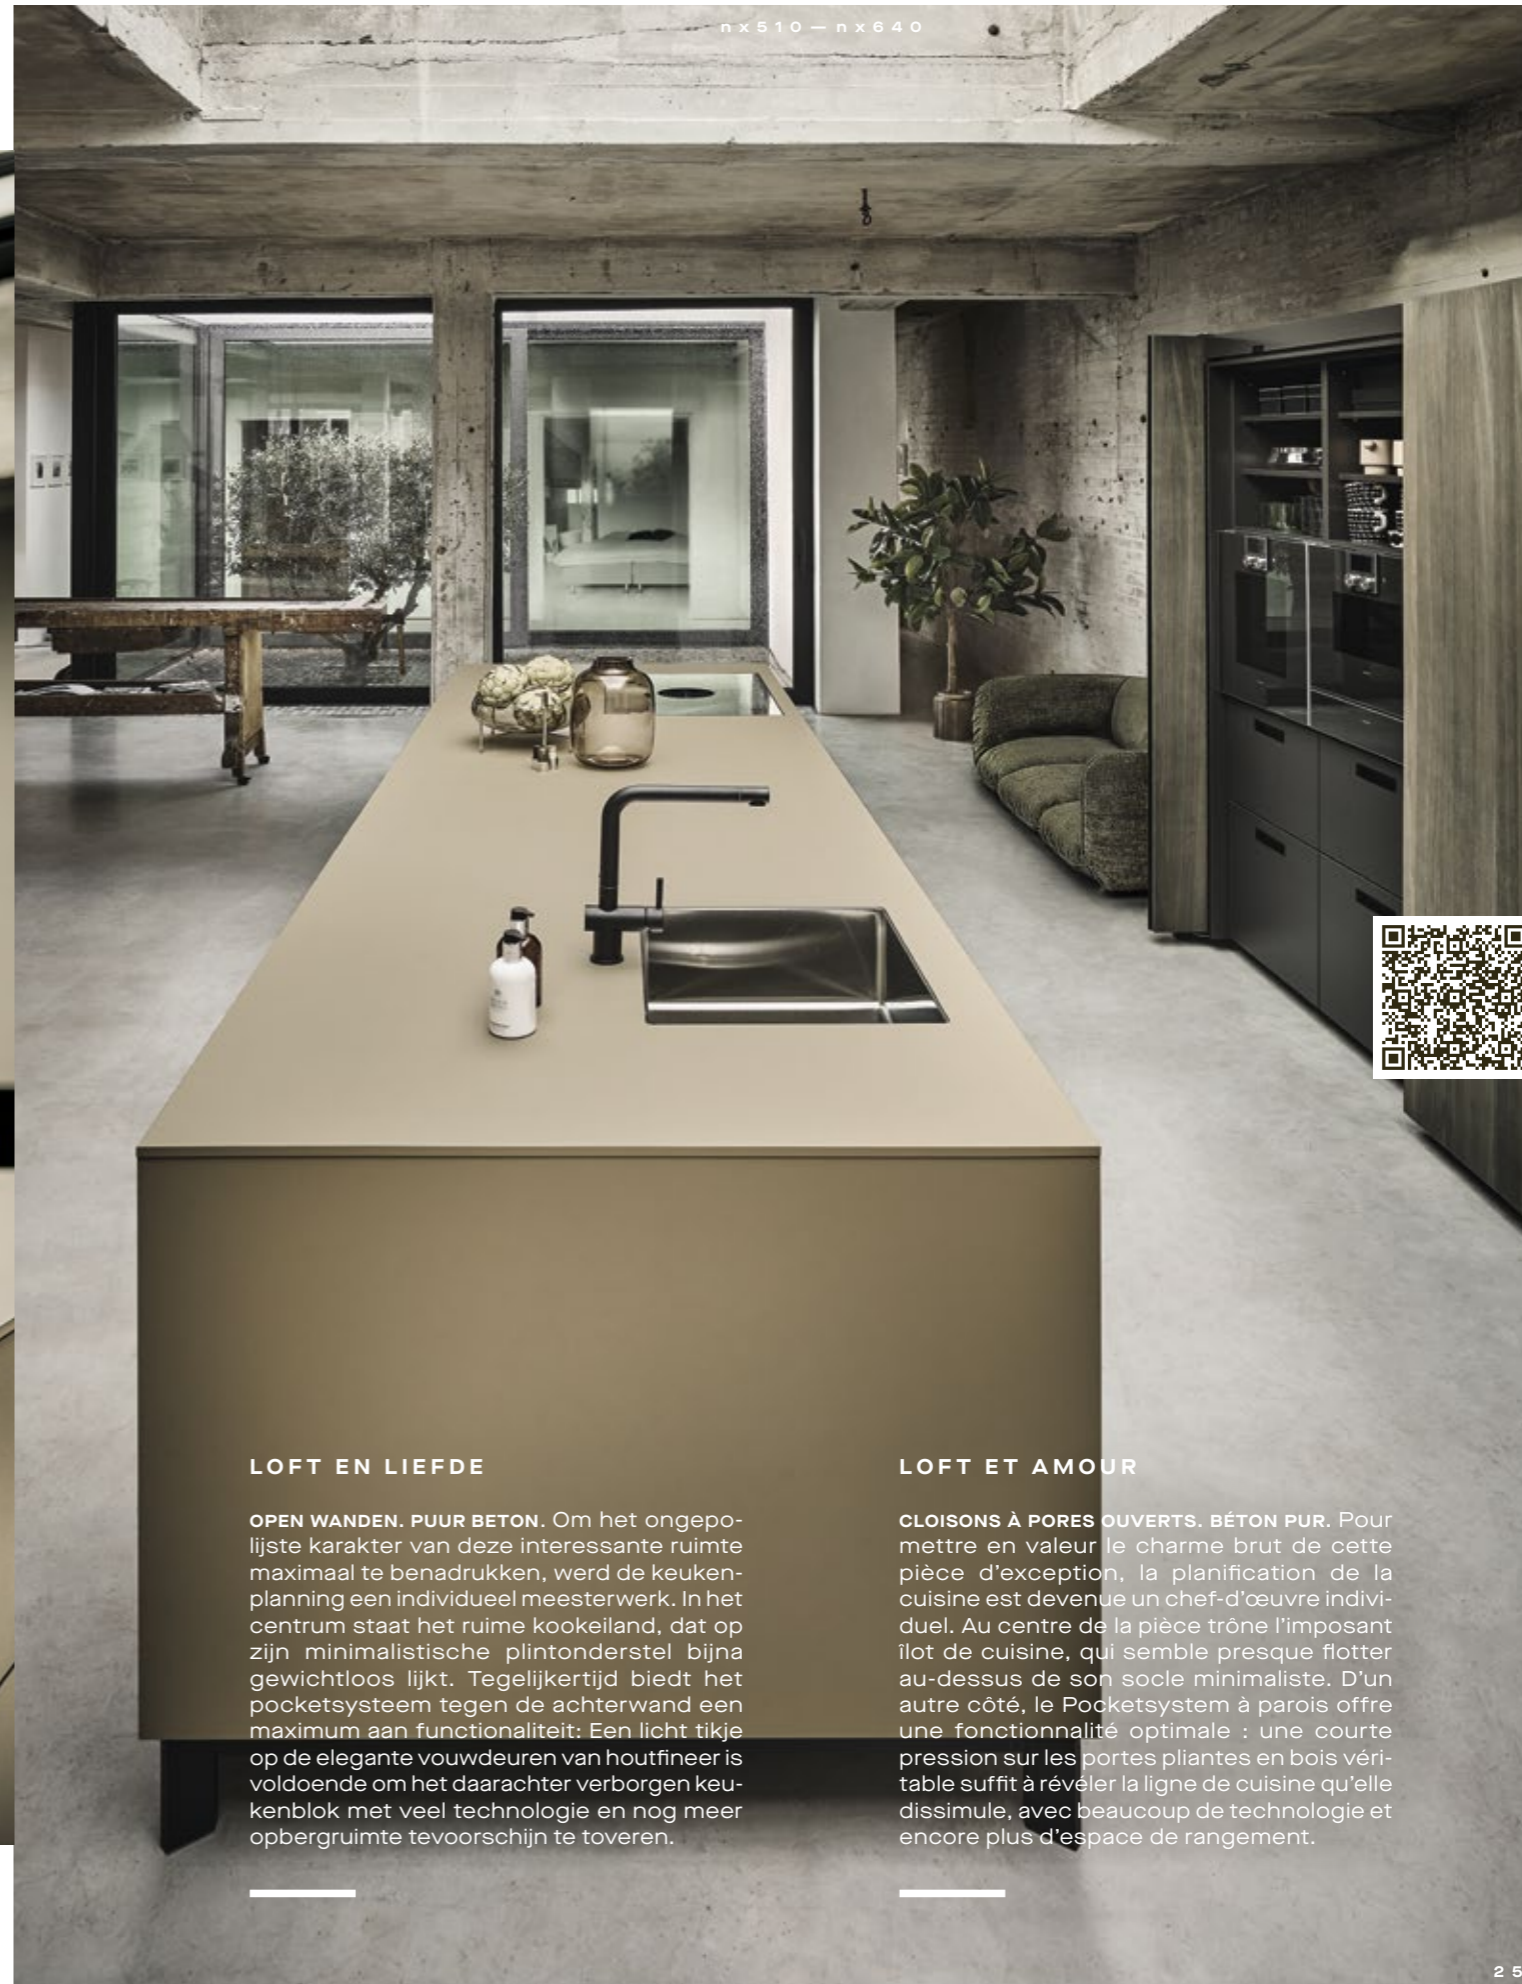 nx510—nx640
LOFT EN LIEFDE
OPEN WANDEN. PUUR BETON. Om het ongepo-
lijste karakter van deze interessante ruimte
maximaal te benadrukken, werd de keuken-
planning een individueel meesterwerk. In het
centrum staat het ruime kookeiland, dat op
zijn minimalistische plintonderstel bijna
gewichtloos lijkt. Tegelijkertijd biedt het
pocketsysteem tegen de achterwand een
maximum aan functionaliteit: Een licht tikje
op de elegante vouwdeuren van houtfineer is
voldoende om het daarachter verborgen keu-
kenblok met veel technologie en nog meer
opbergruimte tevoorschijn te toveren.
LOFT ET AMOUR
CLOISONS À PORES OUVERTS. BÉTON PUR. Pour
mettre en valeur le charme brut de cette
pièce d’exception, la planification de la
cuisine est devenue un chef-d’œuvre indivi-
duel. Au centre de la pièce trône l’imposant
îlot de cuisine, qui semble presque flotter
au-dessus de son socle minimaliste. D’un
autre côté, le Pocketsystem à parois offre
une fonctionnalité optimale : une courte
pression sur les portes pliantes en bois véri-
table suffit à révéler la ligne de cuisine qu’elle
dissimule, avec beaucoup de technologie et
encore plus d’espace de rangement.
25